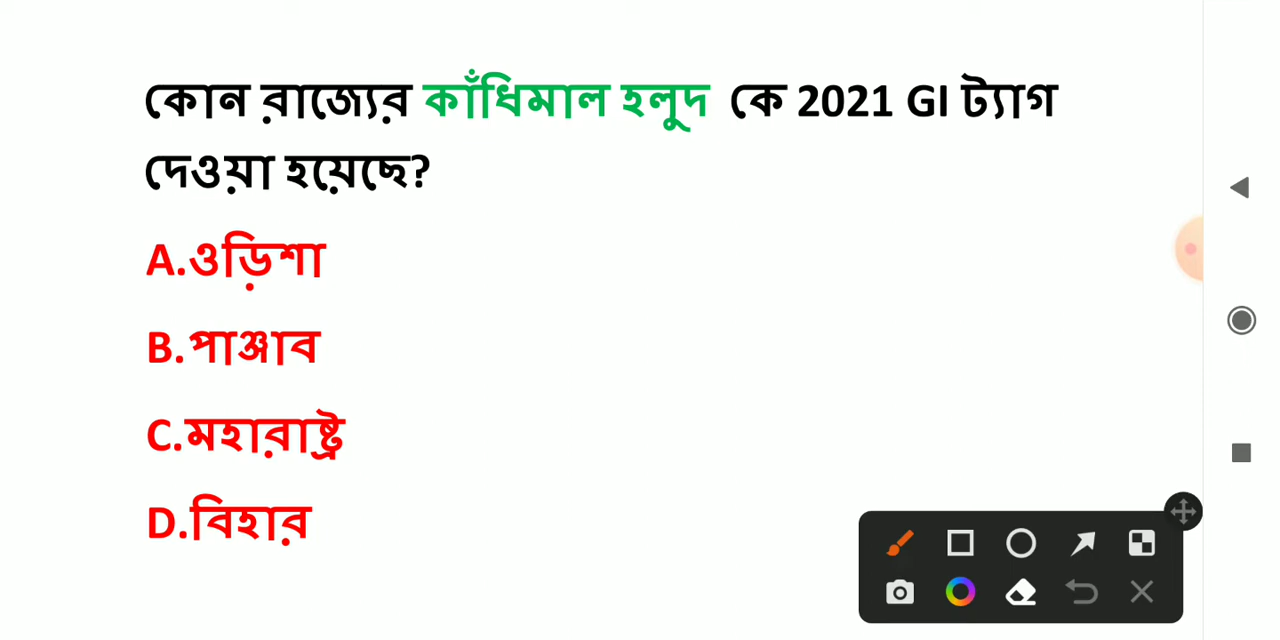 কোন রাজ্যের কাঁধিমাল হলুদ কে 2021 GI ট্যাগ
দেওয়া হয়েছে?
A.ওড়িশা
B.পাঞ্জাব
C.মহারাষ্ট্র
D.বিহার